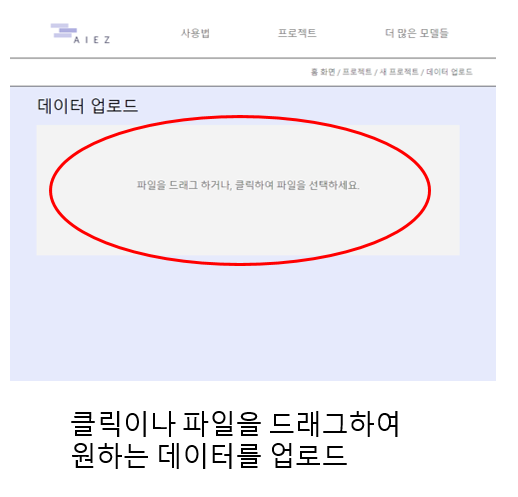 AIEZ
사용법 프로젝트 더 많은 모델들
홈 화면 / 프로젝트 / 새 프로젝트 / 데이터 업로드
데이터 업로드
파일을 드래그 하거나, 클릭하여 파일을 선택하세요.
클릭이나 파일을 드래그하여
원하는 데이터를 업로드